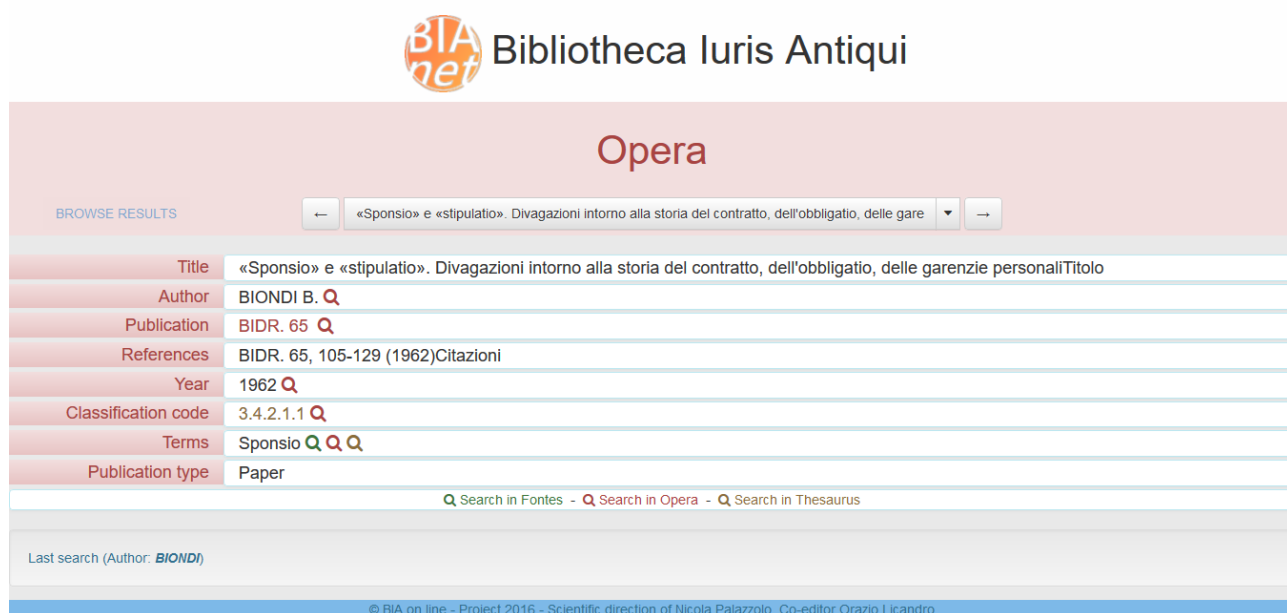 BIA net Bibliotheca Iuris Antiqui
Opera
BROWSE RESULTS ← «Sponsio» e «stipulatio». Divagazioni intorno alla storia del contratto, dell'obbligatio, delle gare →
Title «Sponsio» e «stipulatio». Divagazioni intorno alla storia del contratto, dell'obbligatio, delle garenzie personaliTitolo
Author BIONDI B.
Publication BIDR. 65
References BIDR. 65, 105-129 (1962)Citazioni
Year 1962
Classification code 3.4.2.1.1
Terms Sponsio
Publication type Paper
Search in Fontes - Search in Opera - Search in Thesaurus
Last search (Author: BIONDI)
© BIA on line - Project 2016 - Scientific direction of Nicola Palazzolo, Co-editor Orazio Licandro